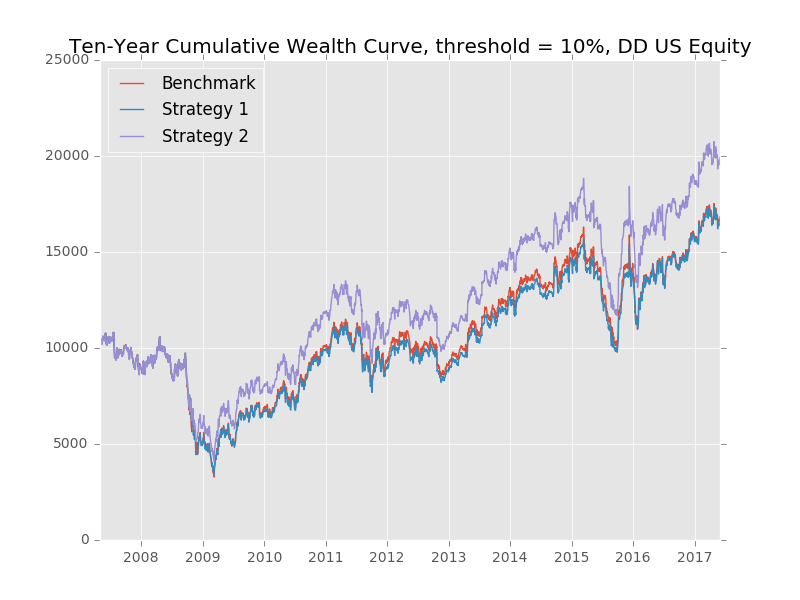 Ten-Year Cumulative Wealth Curve, threshold = 10%, DD US Equity
25000
20000
15000
10000
5000
0
Benchmark
Strategy 1
Strategy 2
2008 2009 2010 2011 2012 2013 2014 2015 2016 2017